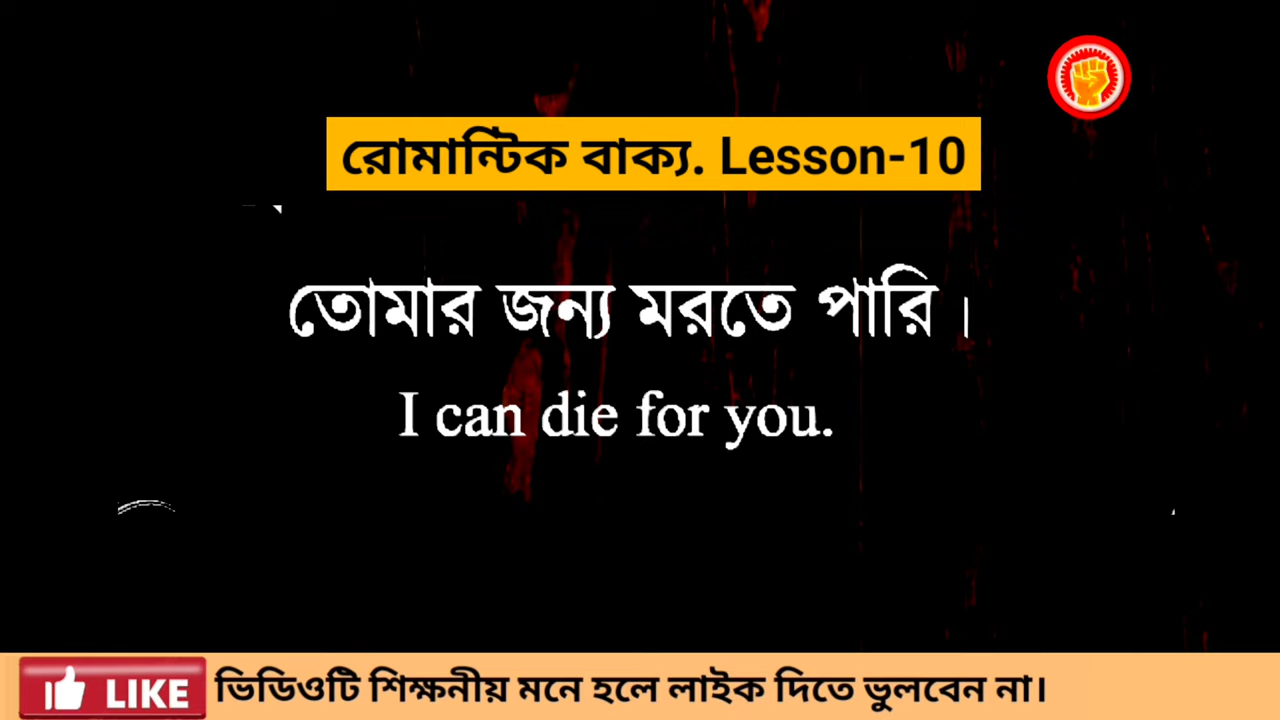 রোমান্টিক বাক্য. Lesson-10
তোমার জন্য মরতে পারি।
I can die for you.
LIKE ভিডিওটি শিক্ষনীয় মনে হলে লাইক দিতে ভুলবেন না।